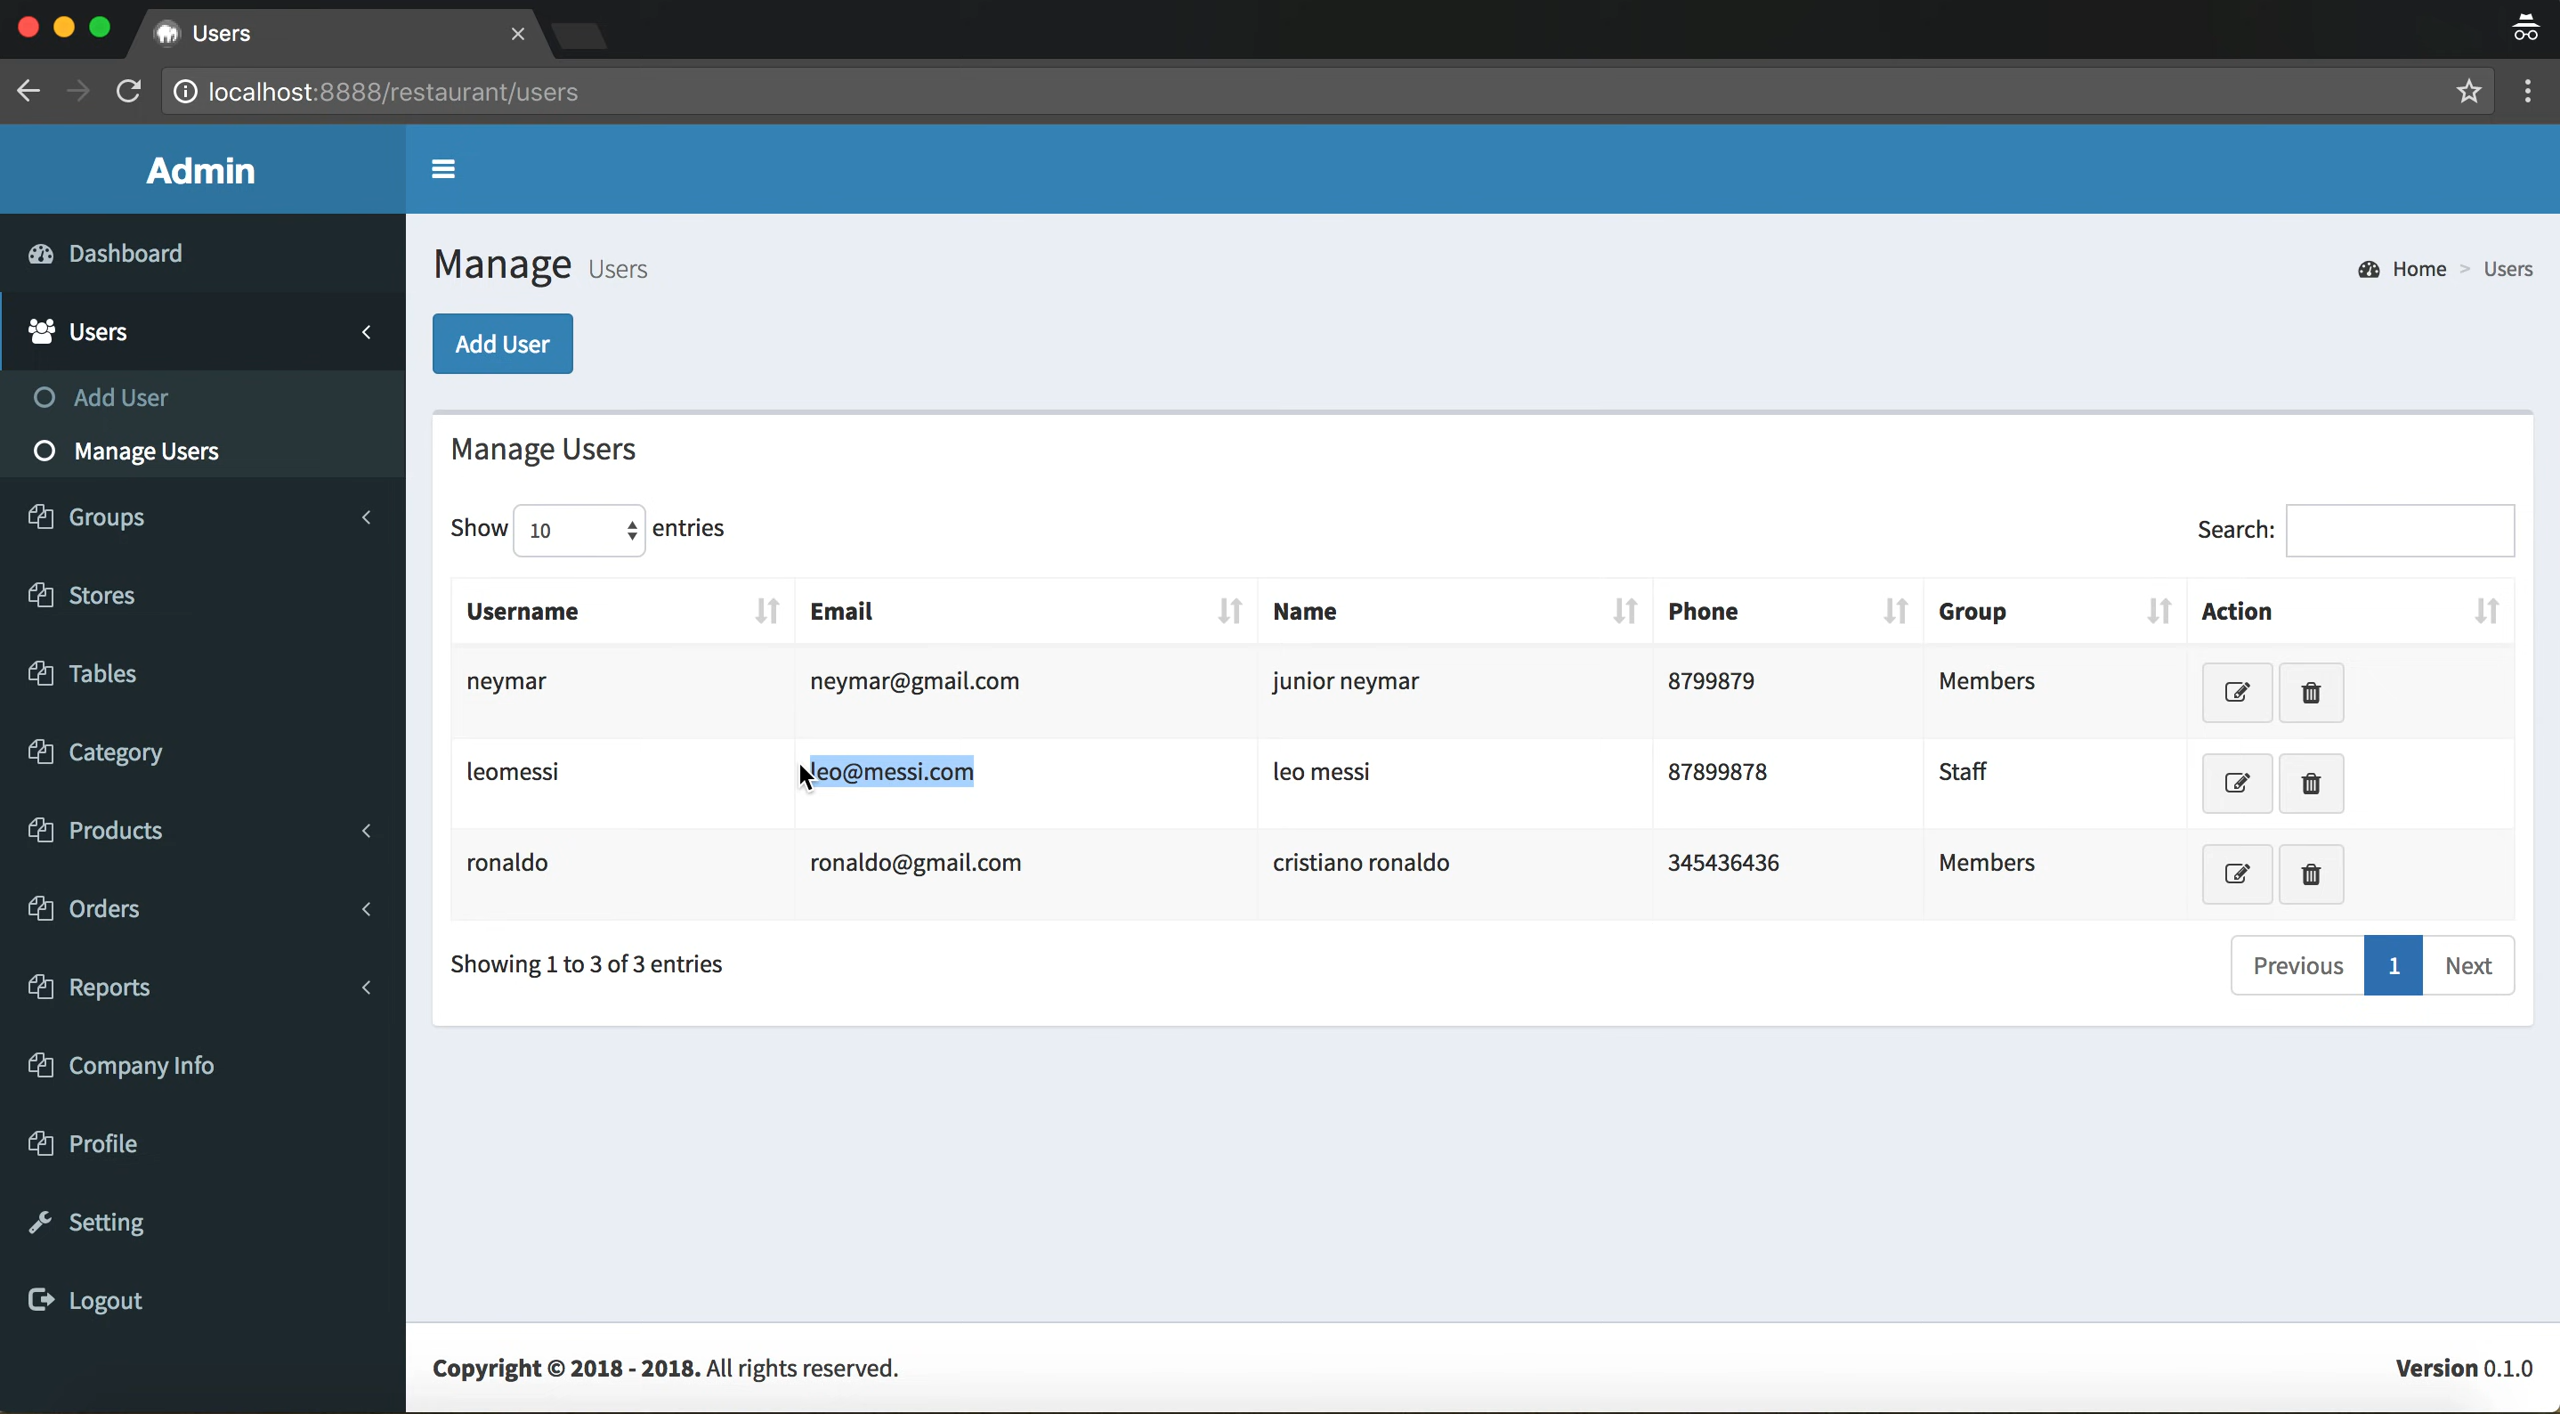 Users
localhost:8888/restaurant/users
Admin
Dashboard
Users
Add User
Manage Users
Groups
Stores
Tables
Category
Products
Orders
Reports
Company Info
Profile
Setting
Logout
Manage Users
Home > Users
Add User
Manage Users
Show 10 entries
Search:
Username Email Name Phone Group Action
neymar neymar@gmail.com junior neymar 8799879 Members
leomessi leo@messi.com leo messi 87899878 Staff
ronaldo ronaldo@gmail.com cristiano ronaldo 345436436 Members
Showing 1 to 3 of 3 entries
Previous 1 Next
Copyright © 2018 - 2018. All rights reserved.
Version 0.1.0